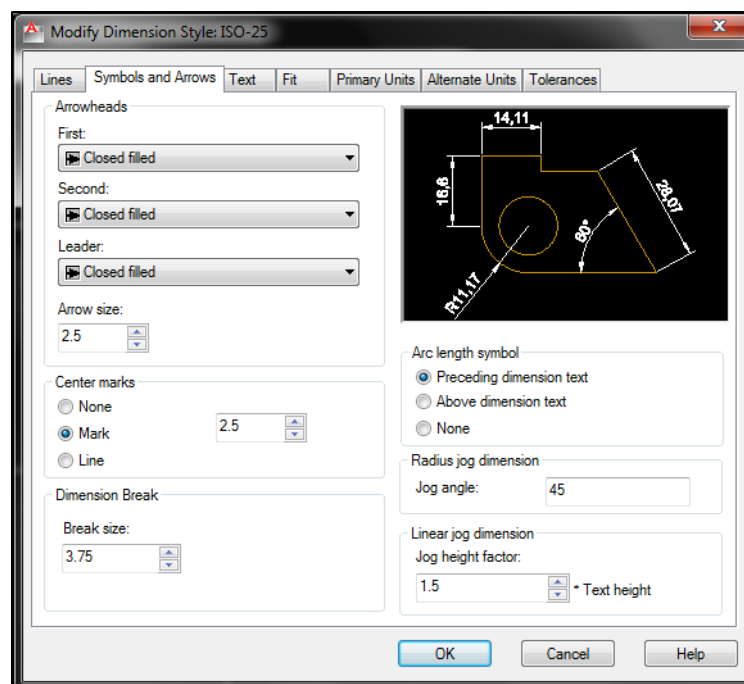 Modify Dimension Style: ISO-25
Lines Symbols and Arrows Text Fit Primary Units Alternate Units Tolerances
Arrowheads
First:
Closed filled
Second:
Closed filled
Leader:
Closed filled
Arrow size:
2.5
Center marks
None
Mark
2.5
Line
Dimension Break
Break size:
3.75
14,11
16,6
28,07
60°
R11,17
Arc length symbol
Preceding dimension text
Above dimension text
None
Radius jog dimension
Jog angle:
45
Linear jog dimension
Jog height factor:
1.5
* Text height
OK Cancel Help